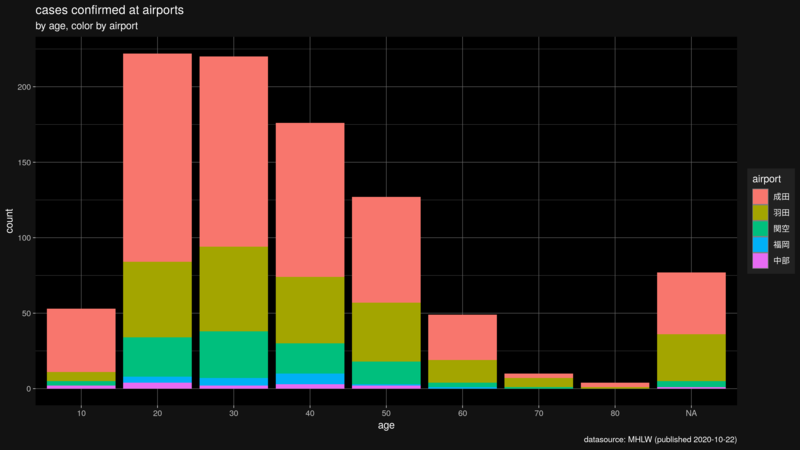 cases confirmed at airports
by age, color by airport
count
200
150
100
50
0
10 20 30 40 50 60 70 80 NA
age
airport
成田
羽田
関空
福岡
中部
datasource: MHLW (published 2020-10-22)